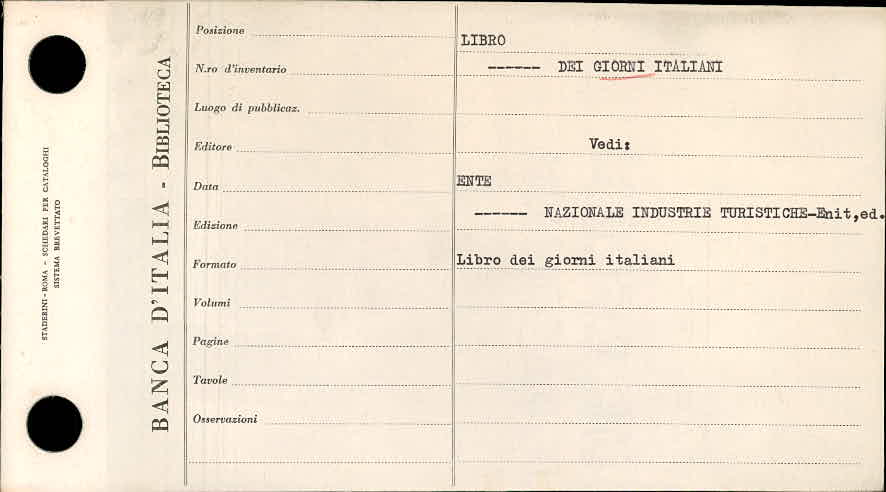 STADERINI - ROMA - SCHEDARI PER CATALOGHI
SISTEMA BREVETTATO
BANCA D'ITALIA - BIBLIOTECA
Posizione
N.ro d'inventario
Luogo di pubblicaz.
Editore
Data
Edizione
Formato
Volumi
Pagine
Tavole
Osservazioni
LIBRO
------ DEI GIORNI ITALIANI
Vedi:
ENTE
------ NAZIONALE INDUSTRIE TURISTICHE-Enit,ed.
Libro dei giorni italiani